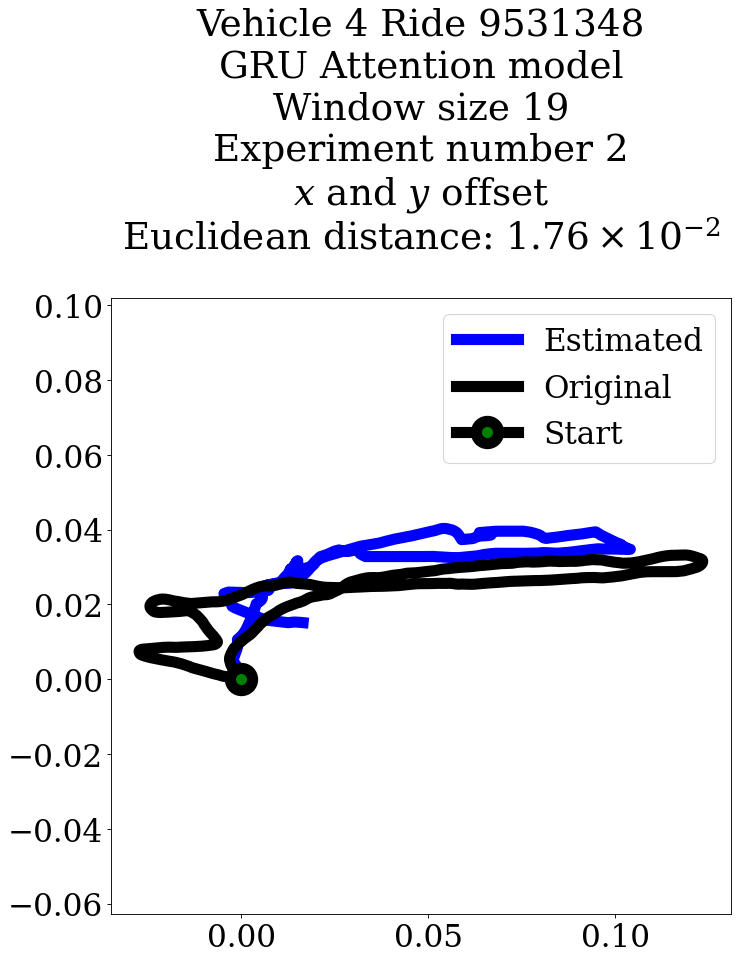 Vehicle 4 Ride 9531348
GRU Attention model
Window size 19
Experiment number 2
x and y offset
Euclidean distance: 1.76 × 10⁻²
0.10
0.08
0.06
0.04
0.02
0.00
−0.02
−0.04
−0.06
Estimated
Original
Start
0.00 0.05 0.10